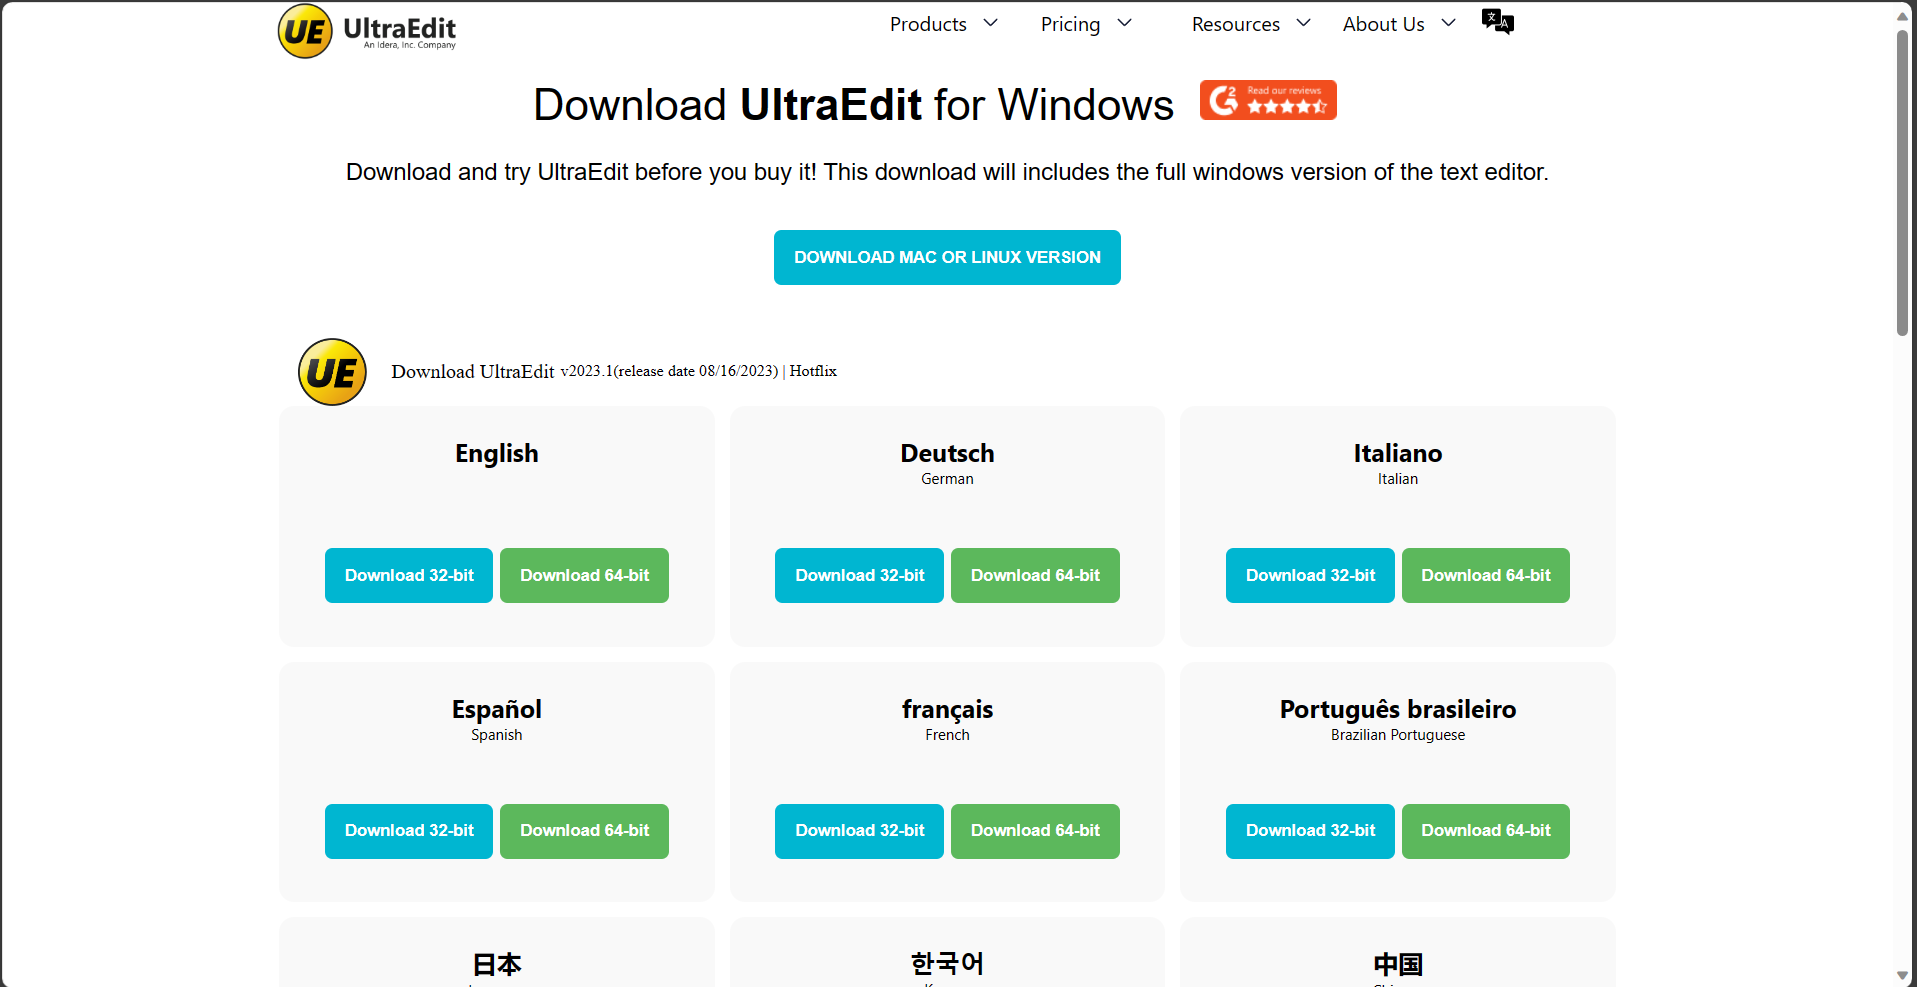 UE UltraEdit
An Idera, Inc. Company
Products Pricing Resources About Us
Download UltraEdit for Windows
Read our reviews
Download and try UltraEdit before you buy it! This download will includes the full windows version of the text editor.
DOWNLOAD MAC OR LINUX VERSION
UE Download UltraEdit v2023.1(release date 08/16/2023) | Hotflix
English
Download 32-bit Download 64-bit
Deutsch
German
Download 32-bit Download 64-bit
Italiano
Italian
Download 32-bit Download 64-bit
Español
Spanish
Download 32-bit Download 64-bit
français
French
Download 32-bit Download 64-bit
Português brasileiro
Brazilian Portuguese
Download 32-bit Download 64-bit
日本
한국어
中国